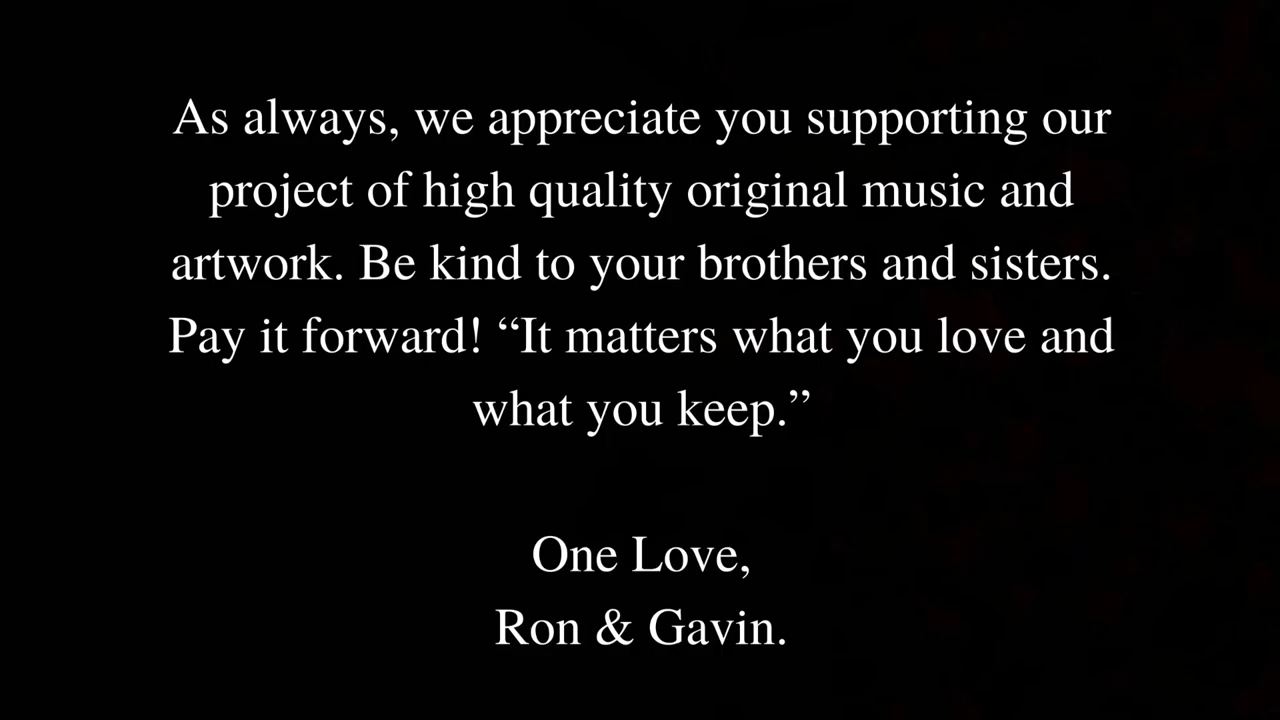 As always, we appreciate you supporting our
project of high quality original music and
artwork. Be kind to your brothers and sisters.
Pay it forward! “It matters what you love and
what you keep.”
One Love,
Ron & Gavin.